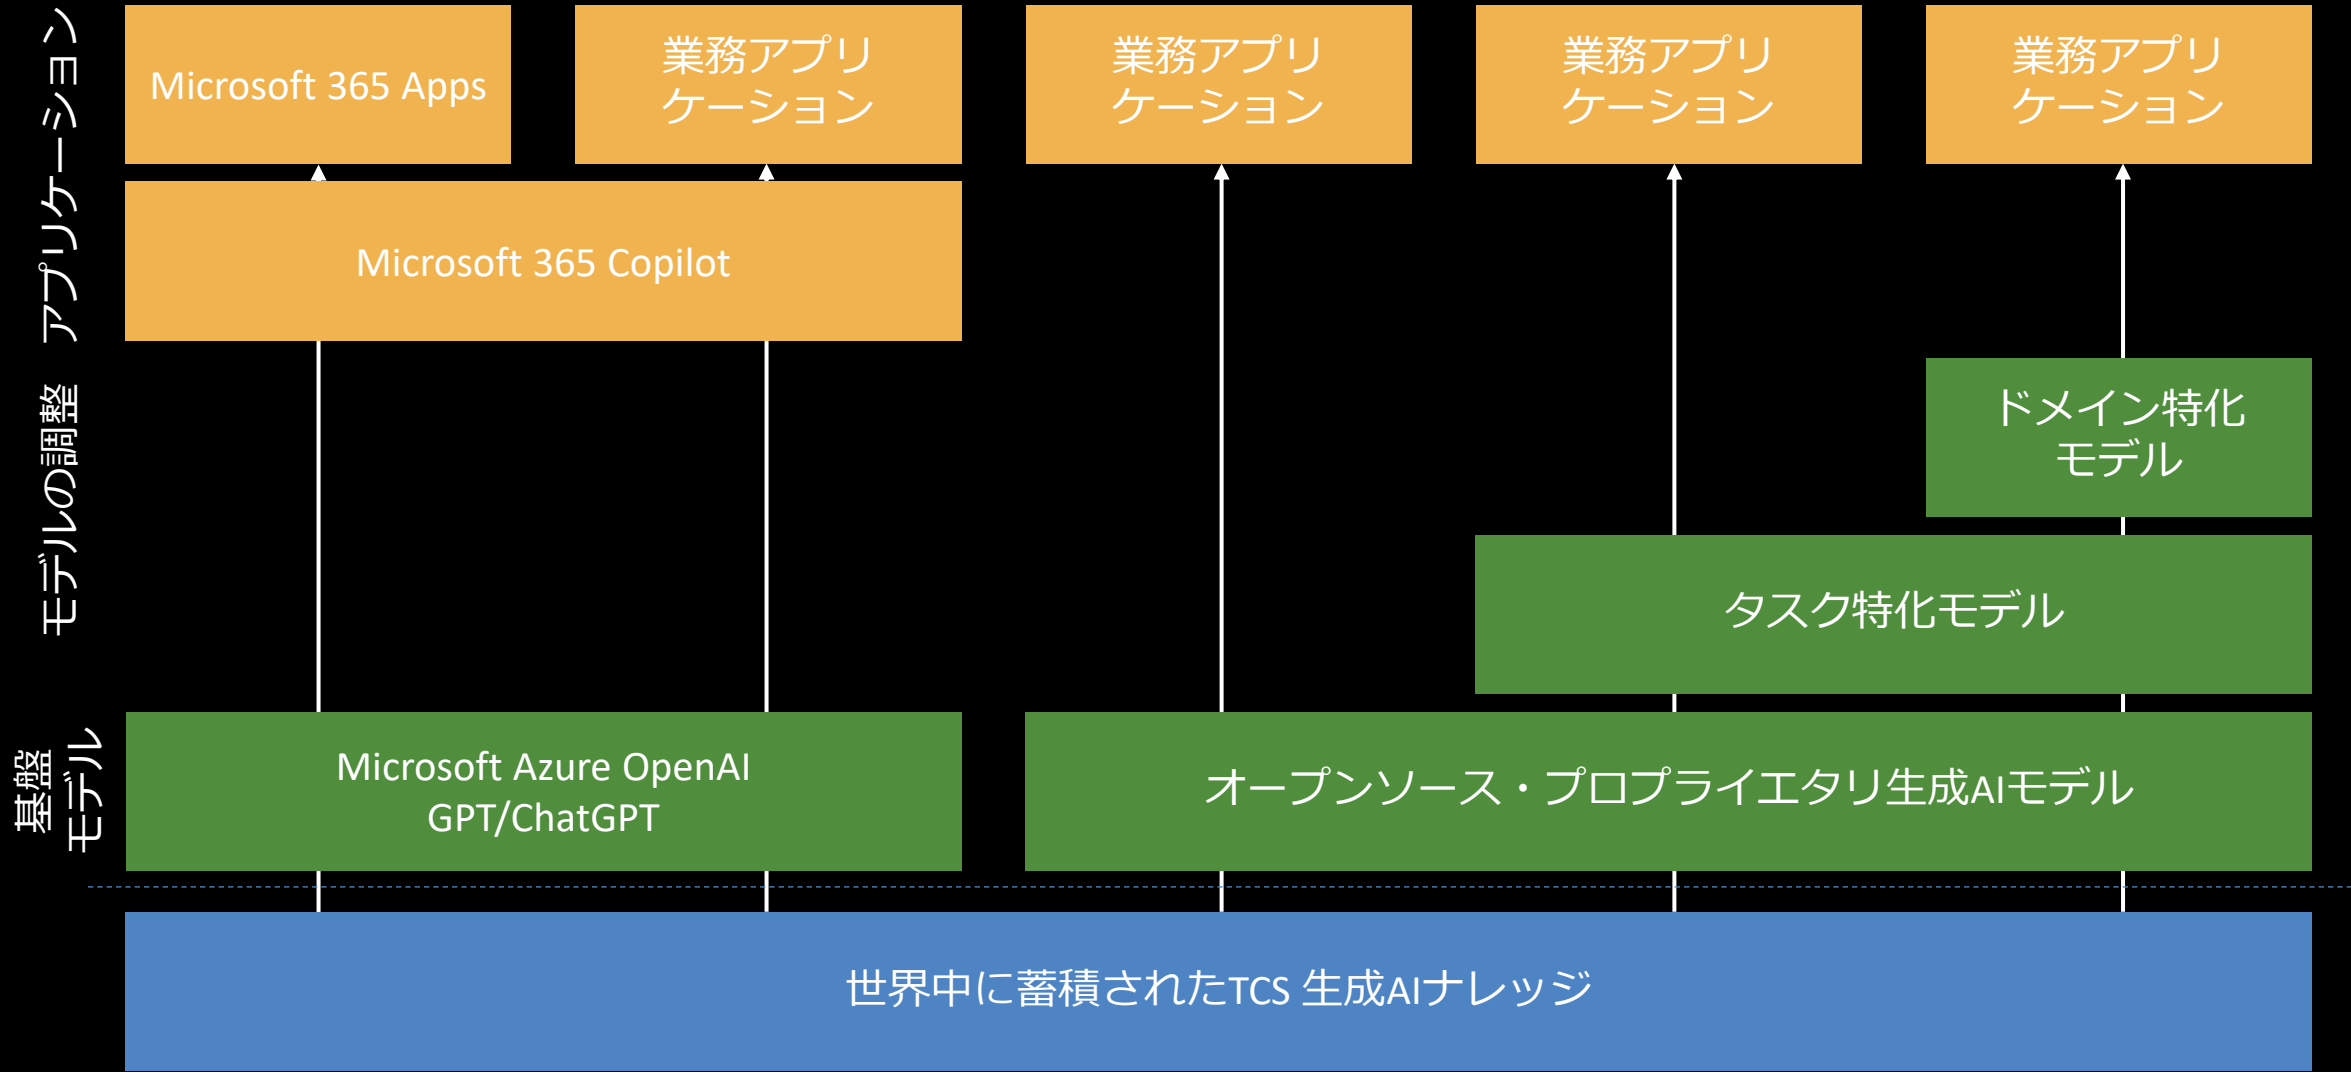 アプリケーション
Microsoft 365 Apps
業務アプリ
ケーション
業務アプリ
ケーション
業務アプリ
ケーション
業務アプリ
ケーション
Microsoft 365 Copilot
モデルの調整
ドメイン特化
モデル
タスク特化モデル
基盤
モデル
Microsoft Azure OpenAI
GPT/ChatGPT
オープンソース・プロプライエタリ生成AIモデル
世界中に蓄積されたTCS 生成AIナレッジ